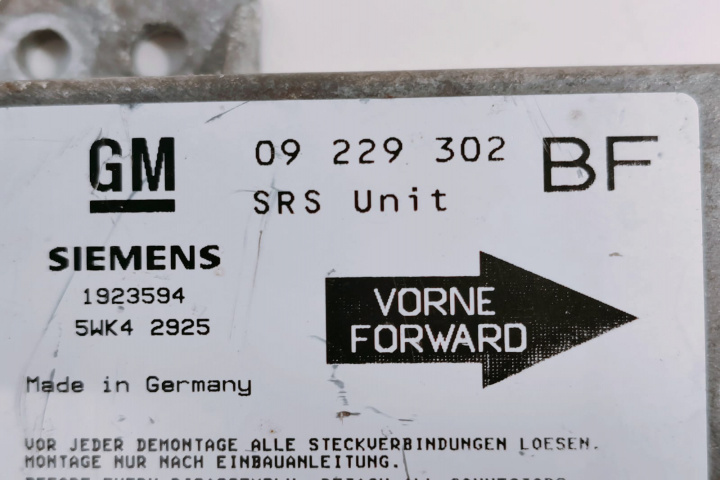 GM
09 229 302 BF
SRS Unit
SIEMENS
1923594
5WK4 2925
VORNE
FORWARD
Made in Germany
VOR JEDER DEMONTAGE ALLE STECKVERBINDUNGEN LOESEN.
MONTAGE NUR NACH EINBAUANLEITUNG.